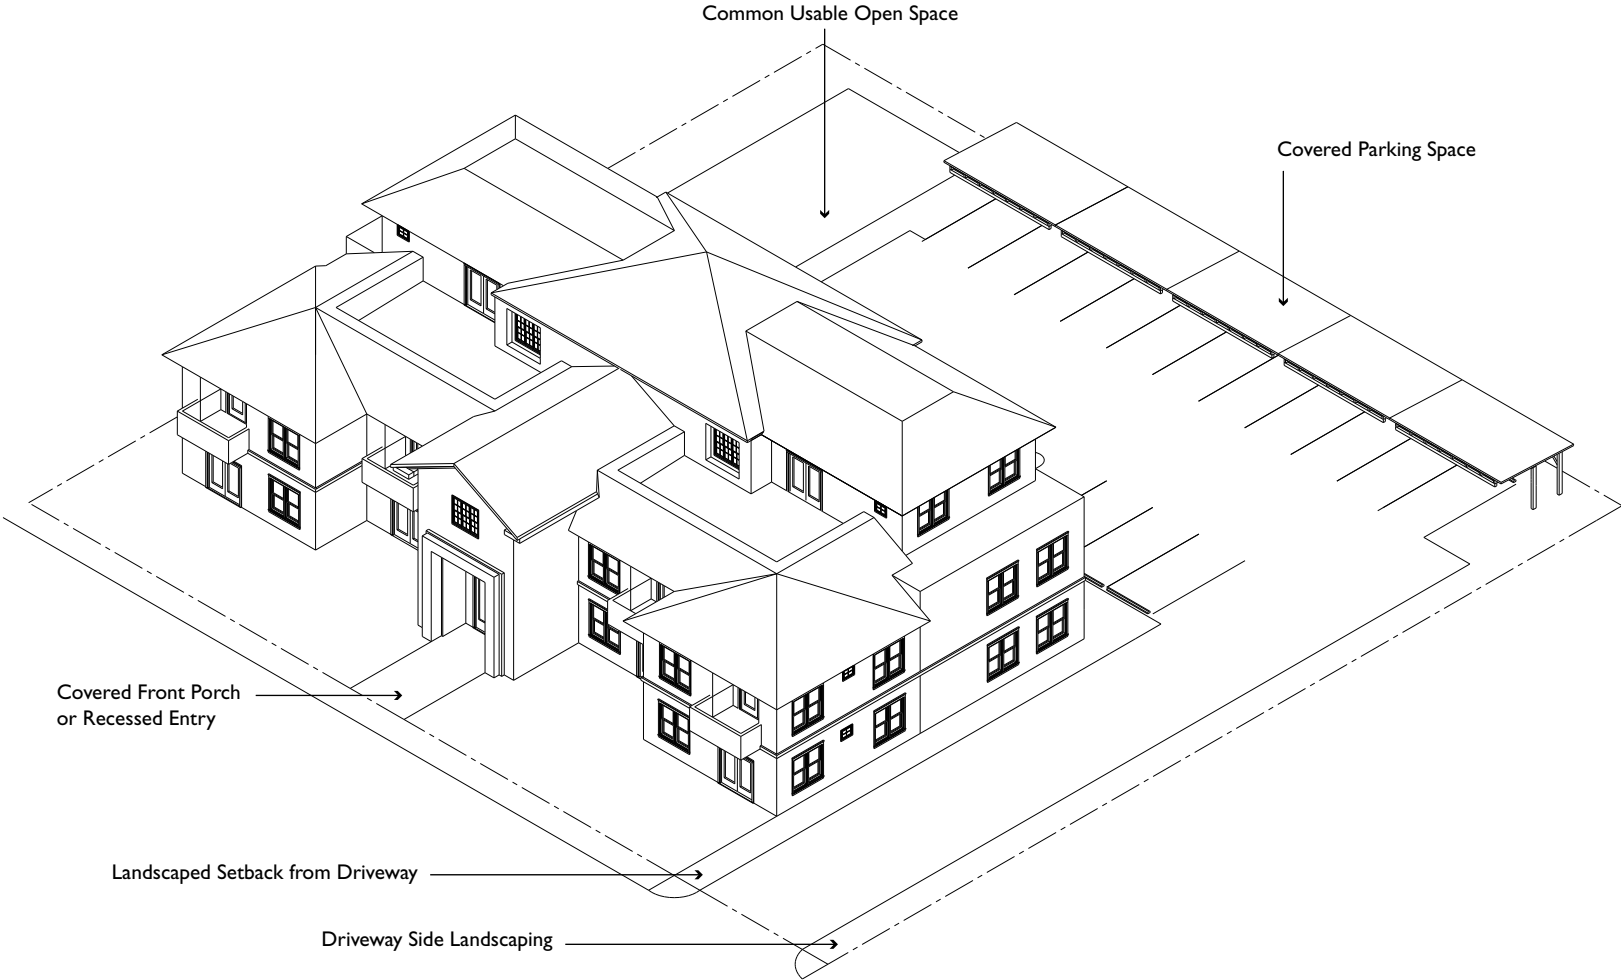 Common Usable Open Space
Covered Parking Space
Covered Front Porch
or Recessed Entry
Landscaped Setback from Driveway
Driveway Side Landscaping